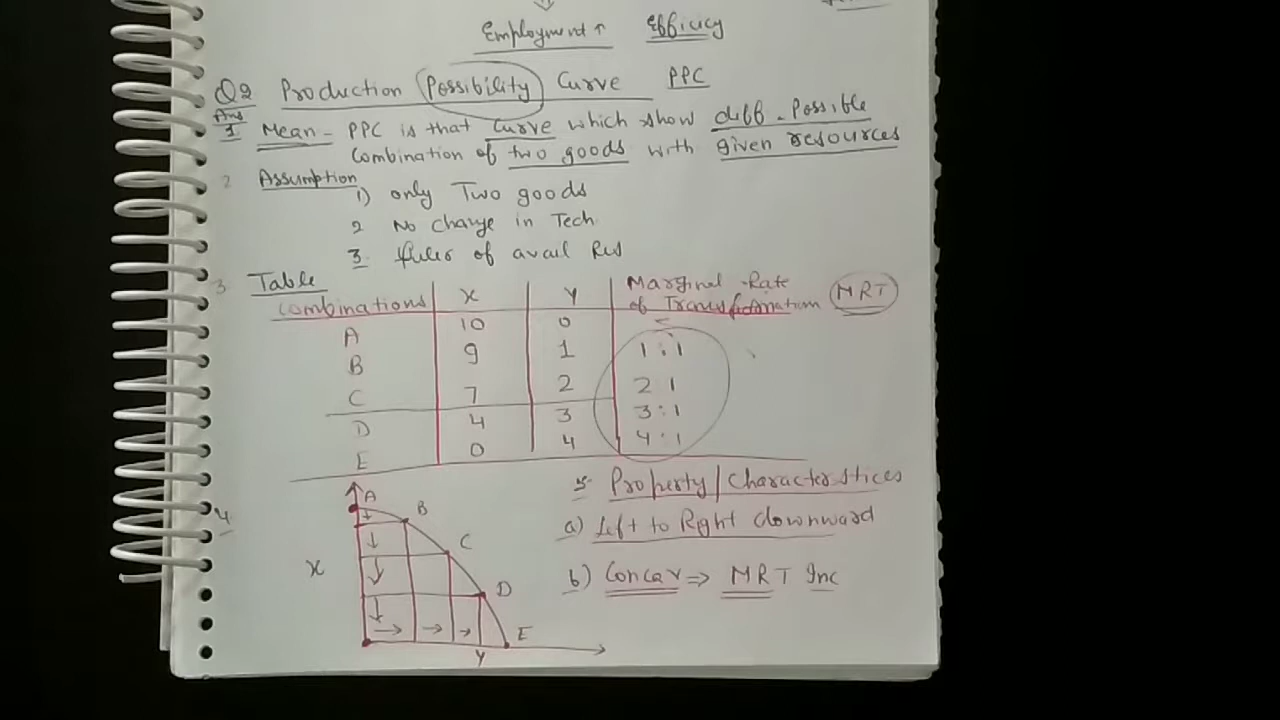 Employment ↑ Efficiency
Q2 Production Possibility Curve PPC
Ans
1 Mean - PPC is that Curve which show diff. Possible
Combination of two goods with given resources
2 Assumption
1) only Two goods
2 No Change in Tech
3 of avail Res
3 Table
Combinations X Y Marginal Rate of Transformation MRT
A 10 0 -
B 9 1 1:1
C 7 2 2 1
D 4 3 3:1
E 0 4 4:1
4
A
B
C
X
D
E
Y
5 Property/Characterstices
a) Left to Right downward
b) Concav => MRT Inc